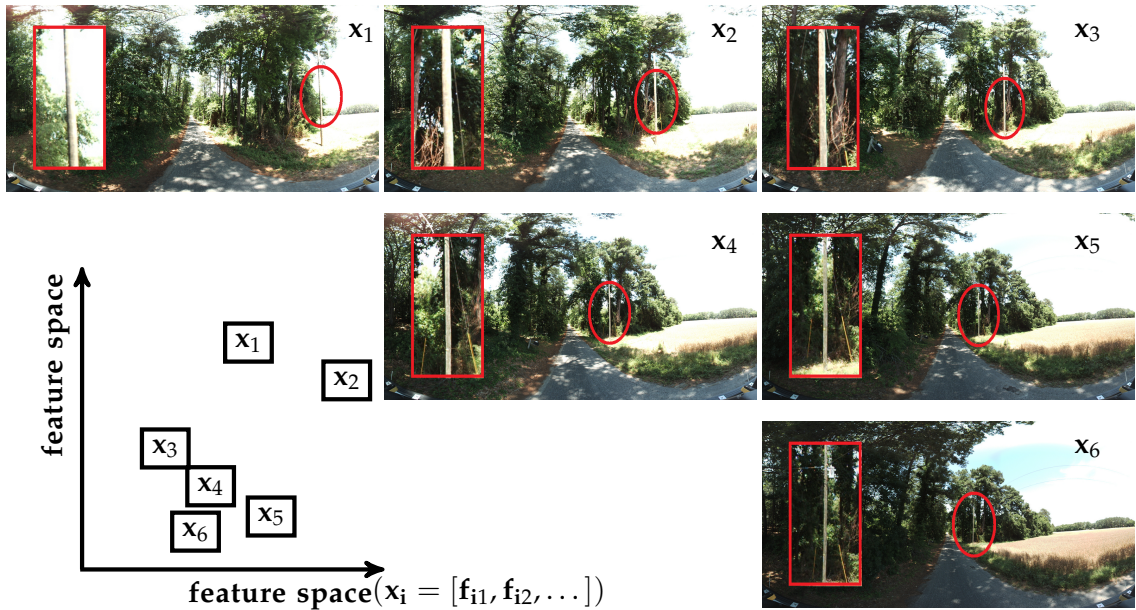 x1
x2
x3
x4
x5
x6
feature space
x1
x2
x3
x4
x5
x6
feature space(xi = [fi1, fi2, . . . ])